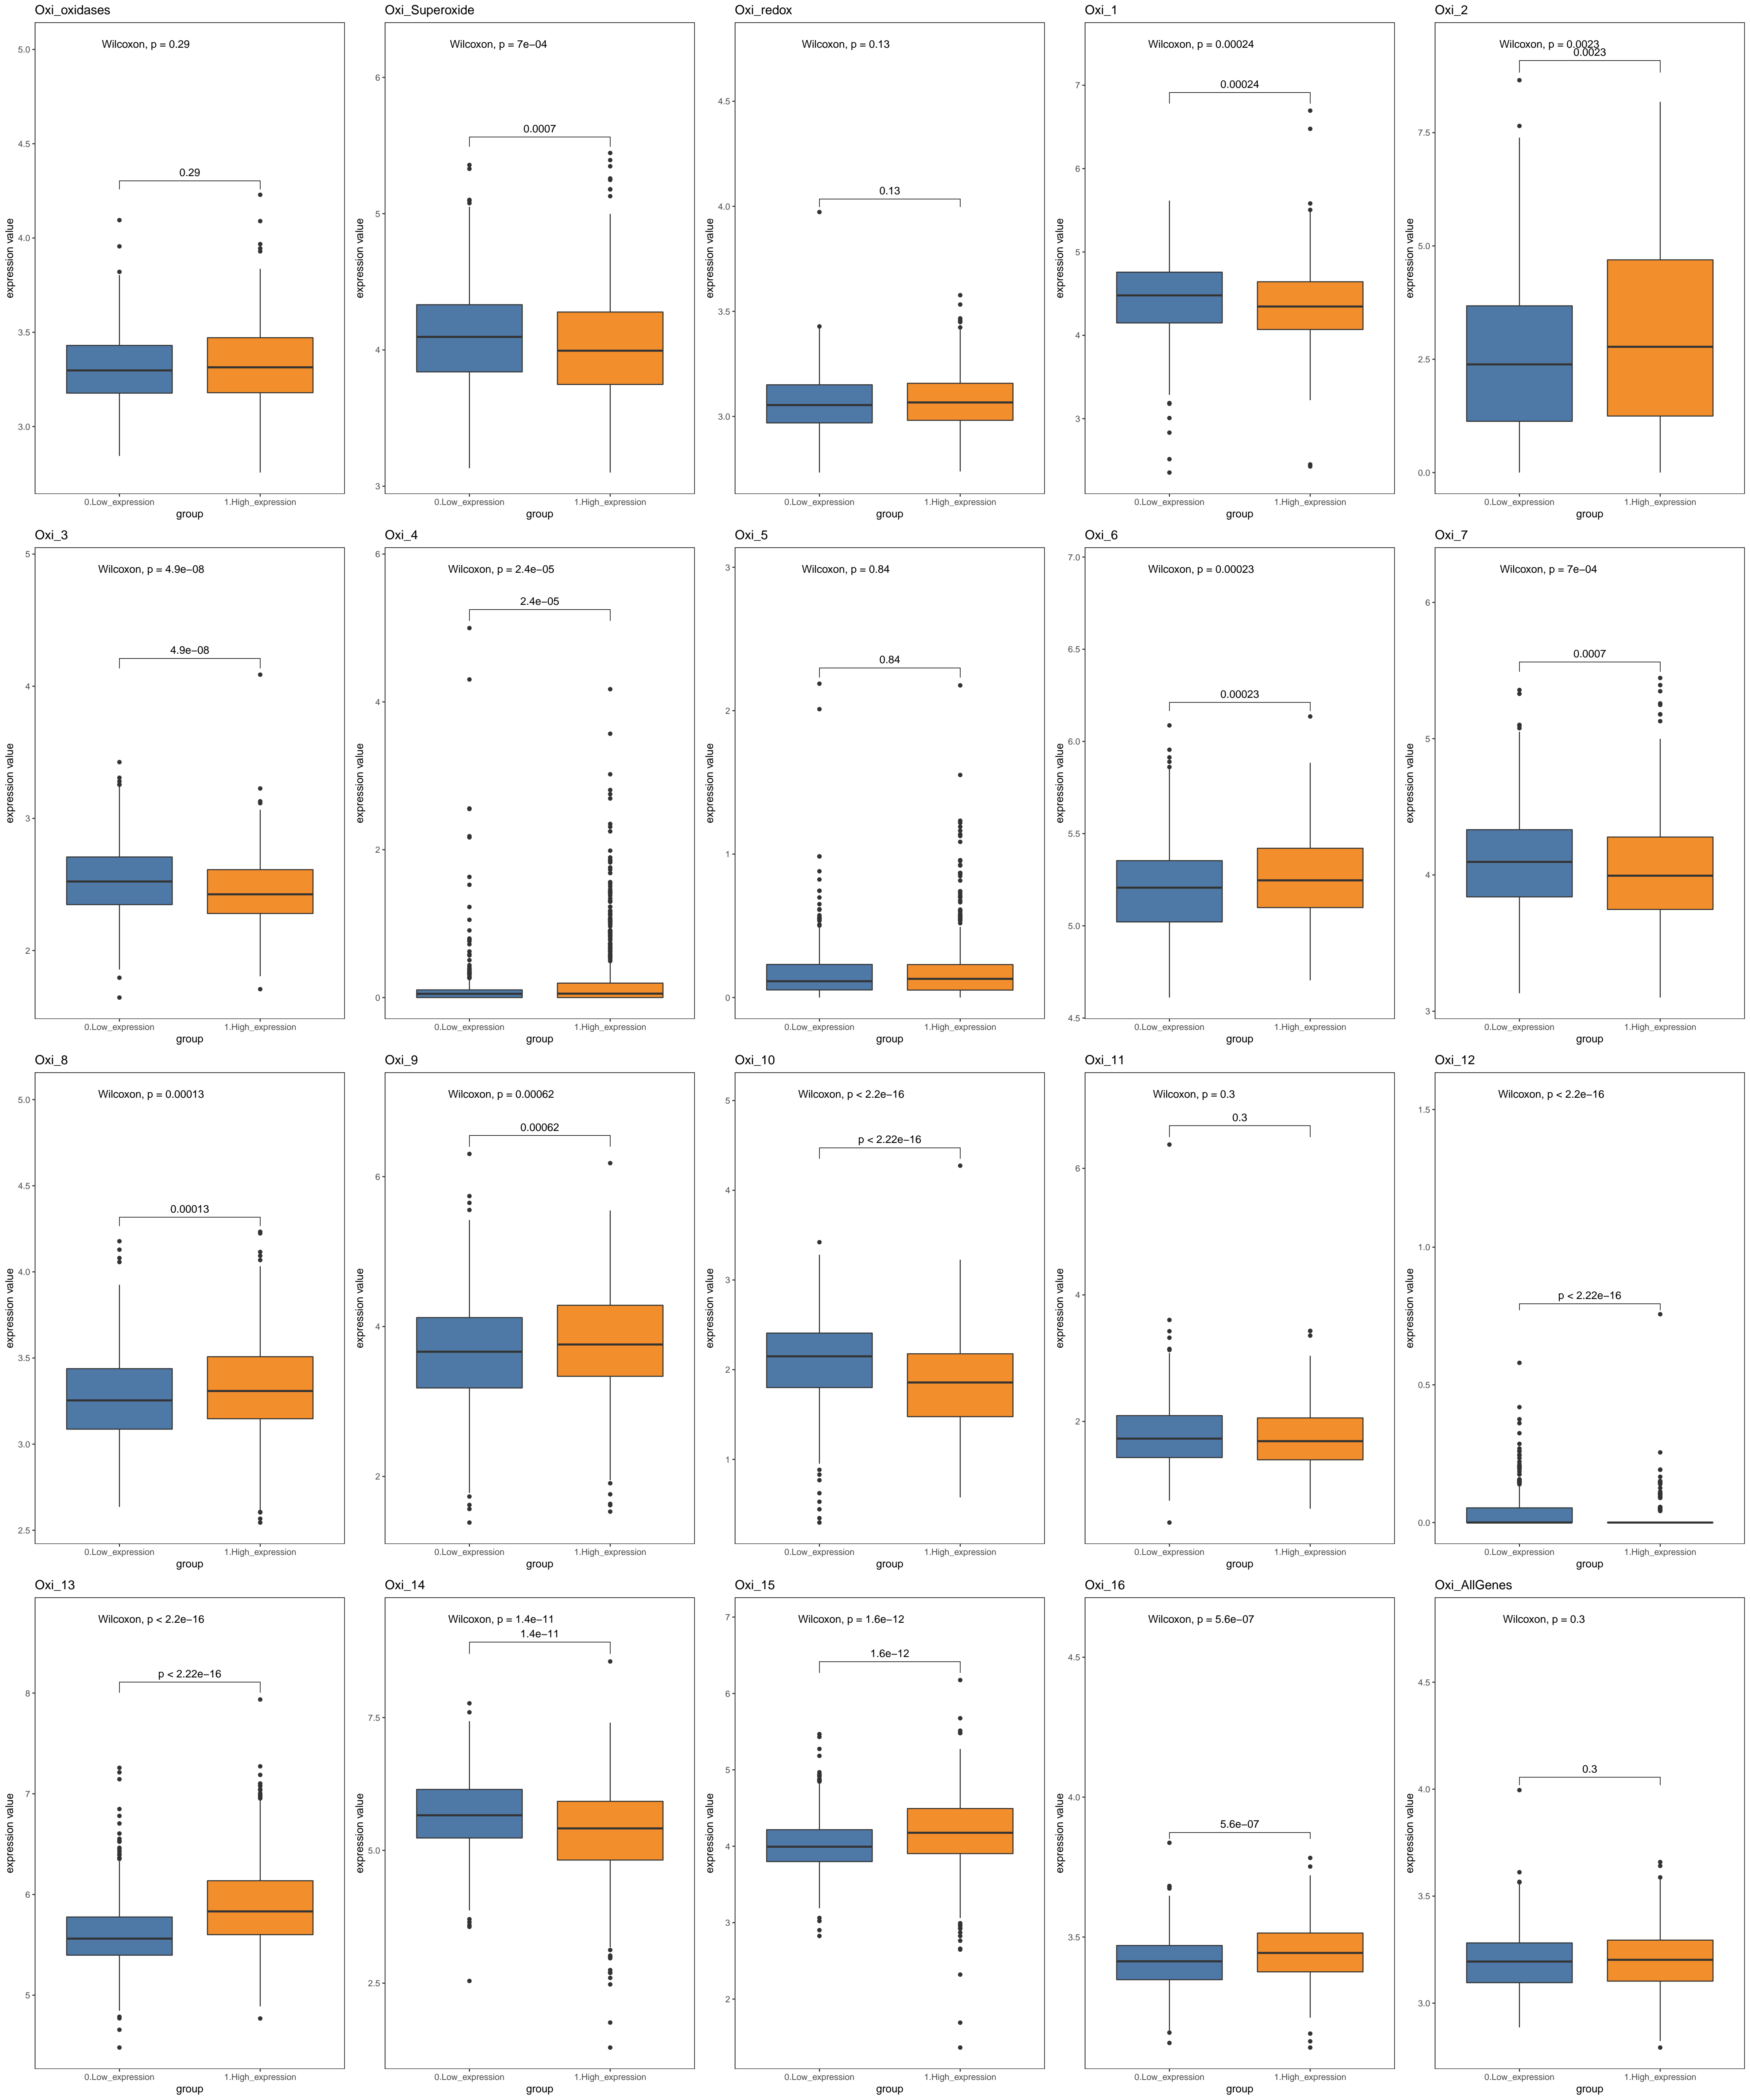 Oxi_oxidases
Wilcoxon, p = 0.29
0.29
5.0
4.5
4.0
3.5
3.0
expression value
0.Low_expression
1.High_expression
group
Oxi_Superoxide
Wilcoxon, p = 7e−04
0.0007
6
5
4
3
expression value
0.Low_expression
1.High_expression
group
Oxi_redox
Wilcoxon, p = 0.13
0.13
4.5
4.0
3.5
3.0
expression value
0.Low_expression
1.High_expression
group
Oxi_1
Wilcoxon, p = 0.00024
0.00024
7
6
5
4
3
expression value
0.Low_expression
1.High_expression
group
Oxi_2
Wilcoxon, p = 0.0023
0.0023
7.5
5.0
2.5
0.0
expression value
0.Low_expression
1.High_expression
group
Oxi_3
Wilcoxon, p = 4.9e−08
4.9e−08
5
4
3
2
expression value
0.Low_expression
1.High_expression
group
Oxi_4
Wilcoxon, p = 2.4e−05
2.4e−05
6
4
2
0
expression value
0.Low_expression
1.High_expression
group
Oxi_5
Wilcoxon, p = 0.84
0.84
3
2
1
0
expression value
0.Low_expression
1.High_expression
group
Oxi_6
Wilcoxon, p = 0.00023
0.00023
7.0
6.5
6.0
5.5
5.0
4.5
expression value
0.Low_expression
1.High_expression
group
Oxi_7
Wilcoxon, p = 7e−04
0.0007
6
5
4
3
expression value
0.Low_expression
1.High_expression
group
Oxi_8
Wilcoxon, p = 0.00013
0.00013
5.0
4.5
4.0
3.5
3.0
2.5
expression value
0.Low_expression
1.High_expression
group
Oxi_9
Wilcoxon, p = 0.00062
0.00062
6
4
2
expression value
0.Low_expression
1.High_expression
group
Oxi_10
Wilcoxon, p < 2.2e−16
p < 2.22e−16
5
4
3
2
1
expression value
0.Low_expression
1.High_expression
group
Oxi_11
Wilcoxon, p = 0.3
0.3
6
4
2
expression value
0.Low_expression
1.High_expression
group
Oxi_12
Wilcoxon, p < 2.2e−16
p < 2.22e−16
1.5
1.0
0.5
0.0
expression value
0.Low_expression
1.High_expression
group
Oxi_13
Wilcoxon, p < 2.2e−16
p < 2.22e−16
8
7
6
5
expression value
0.Low_expression
1.High_expression
group
Oxi_14
Wilcoxon, p = 1.4e−11
1.4e−11
7.5
5.0
2.5
expression value
0.Low_expression
1.High_expression
group
Oxi_15
Wilcoxon, p = 1.6e−12
1.6e−12
7
6
5
4
3
2
expression value
0.Low_expression
1.High_expression
group
Oxi_16
Wilcoxon, p = 5.6e−07
5.6e−07
4.5
4.0
3.5
expression value
0.Low_expression
1.High_expression
group
Oxi_AllGenes
Wilcoxon, p = 0.3
0.3
4.5
4.0
3.5
3.0
expression value
0.Low_expression
1.High_expression
group